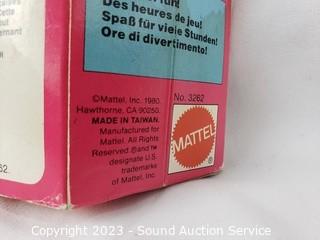 Des heures de jeu!
Spaß für viele Stunden!
Ore di divertimento!
©Mattel, Inc. 1980.
Hawthorne, CA 90250.
MADE IN TAIWAN.
Manufactured for
Mattel. All Rights
Reserved ®and™
designate U.S.
trademarks
of Mattel, Inc.
No. 3262
MATTEL
Copyright 2023 - Sound Auction Service